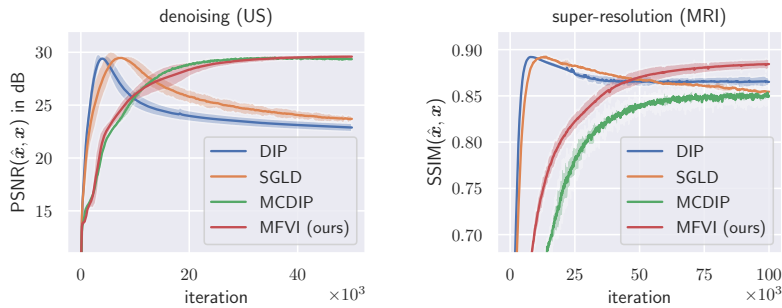 denoising (US)
PSNR(x̂, x) in dB
30
25
20
15
DIP
SGLD
MCDIP
MFVI (ours)
0
20
40
×10³
iteration
super-resolution (MRI)
SSIM(x̂, x)
0.90
0.85
0.80
0.75
0.70
DIP
SGLD
MCDIP
MFVI (ours)
0
25
50
75
100
×10³
iteration